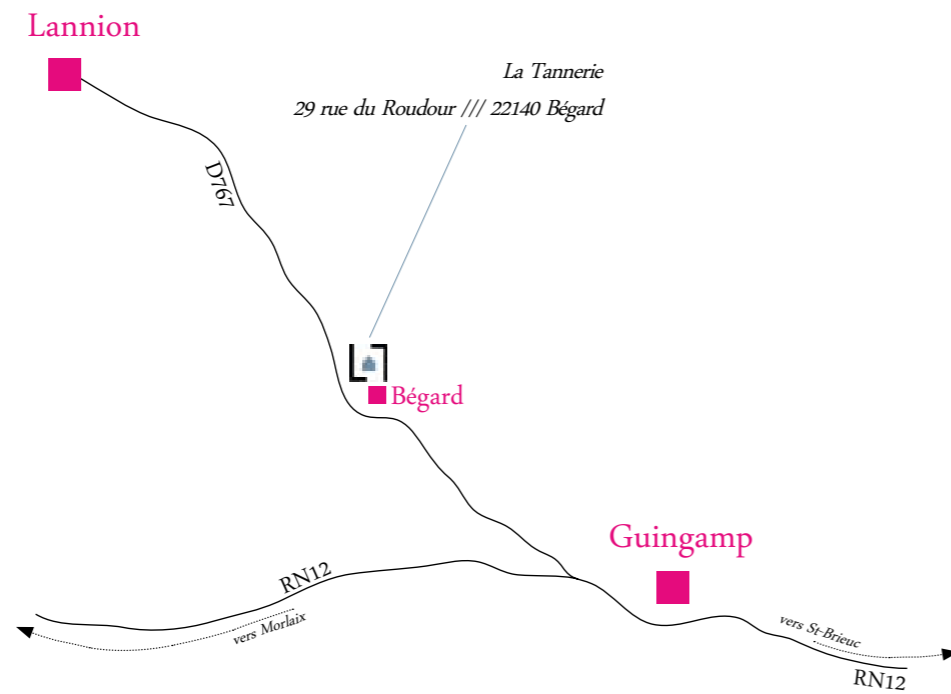 Lannion
La Tannerie
29 rue du Roudour /// 22140 Bégard
D767
Bégard
Guingamp
RN12
vers Morlaix
vers St-Brieuc
RN12